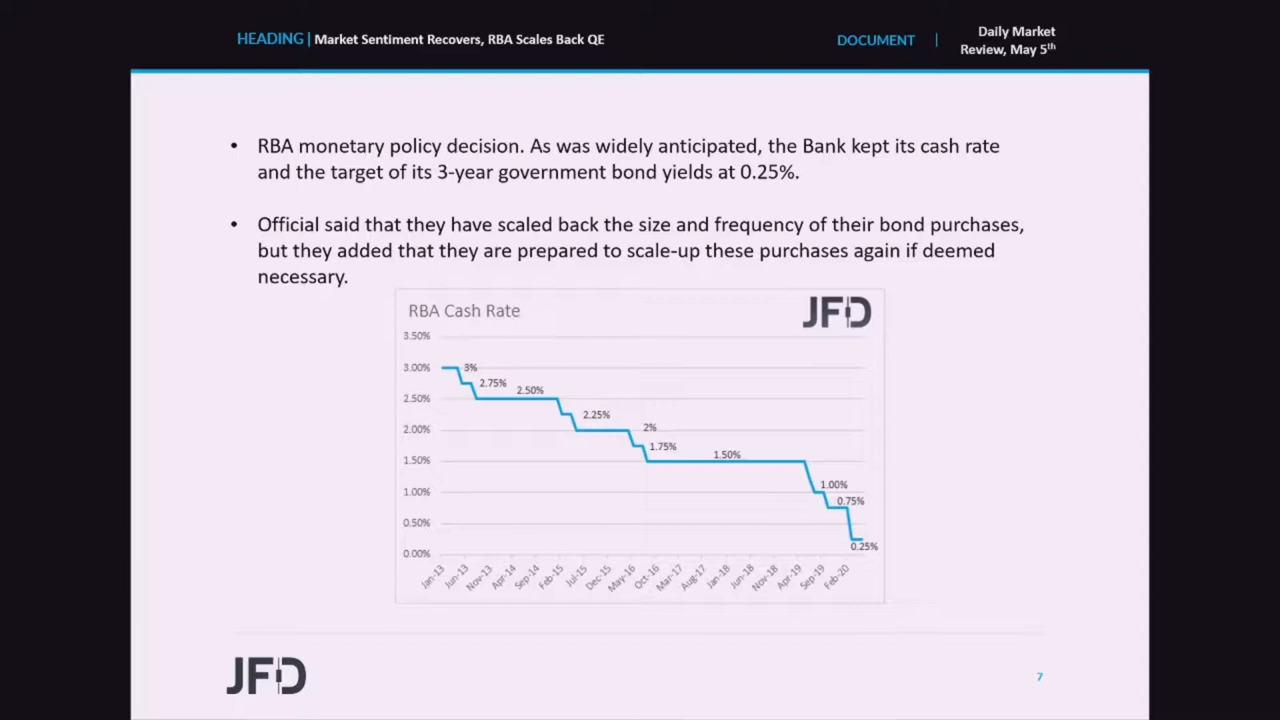 HEADING | Market Sentiment Recovers, RBA Scales Back QE
DOCUMENT |
Daily Market
Review, May 5th
• RBA monetary policy decision. As was widely anticipated, the Bank kept its cash rate
and the target of its 3-year government bond yields at 0.25%.
• Official said that they have scaled back the size and frequency of their bond purchases,
but they added that they are prepared to scale-up these purchases again if deemed
necessary.
RBA Cash Rate
JFD
3.50%
3.00%
2.50%
2.00%
1.50%
1.00%
0.50%
0.00%
3%
2.75%
2.50%
2.25%
2%
1.75%
1.50%
1.00%
0.75%
0.25%
Jan-13
Jun-13
Nov-13
Apr-14
Sep-14
Feb-15
Jul-15
Dec-15
May-16
Oct-16
Mar-17
Aug-17
Jan-18
Jun-18
Nov-18
Apr-19
Sep-19
Feb-20
JFD
7